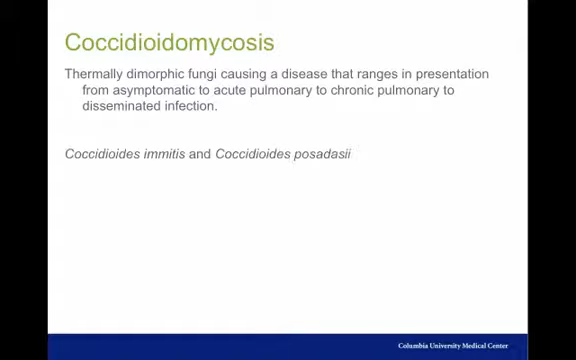 Coccidioidomycosis
Thermally dimorphic fungi causing a disease that ranges in presentation
from asymptomatic to acute pulmonary to chronic pulmonary to
disseminated infection.
Coccidioides immitis and Coccidioides posadasii
Columbia University Medical Center